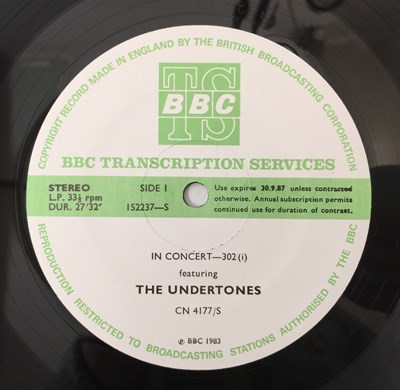 COPYRIGHT RECORD MADE IN ENGLAND BY THE BRITISH BROADCASTING CORPORATION
TS
BBC
BBC TRANSCRIPTION SERVICES
STEREO
L.P. 33⅓ rpm
DUR. 27'32"
SIDE I
152237—S
Use expires 30.9.87 unless contracted
otherwise. Annual subscription permits
continued use for duration of contract.
IN CONCERT—302 (i)
featuring
THE UNDERTONES
CN 4177/S
℗ BBC 1983
REPRODUCTION RESTRICTED TO BROADCASTING STATIONS AUTHORISED BY THE BBC